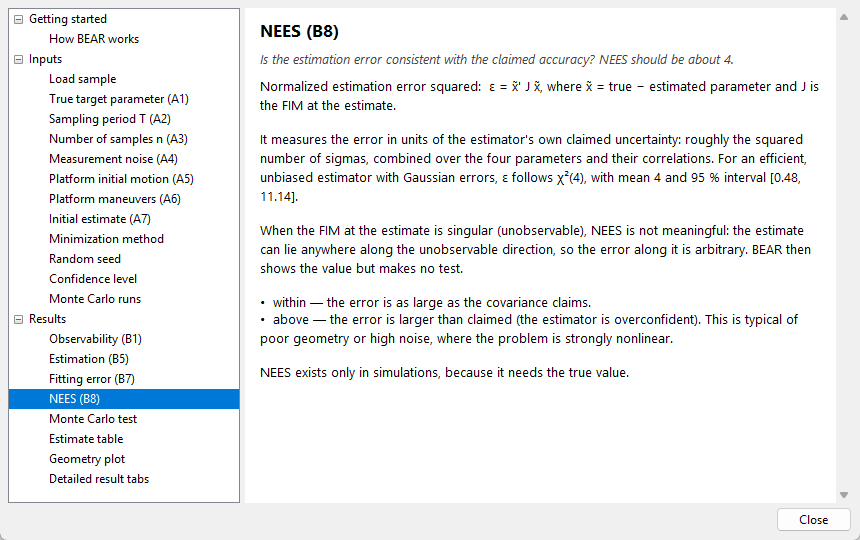 Getting started
How BEAR works
Inputs
Load sample
True target parameter (A1)
Sampling period T (A2)
Number of samples n (A3)
Measurement noise (A4)
Platform initial motion (A5)
Platform maneuvers (A6)
Initial estimate (A7)
Minimization method
Random seed
Confidence level
Monte Carlo runs
Results
Observability (B1)
Estimation (B5)
Fitting error (B7)
NEES (B8)
Monte Carlo test
Estimate table
Geometry plot
Detailed result tabs
NEES (B8)
Is the estimation error consistent with the claimed accuracy? NEES should be about 4.
Normalized estimation error squared:  ε = x̃' J x̃, where x̃ = true − estimated parameter and J is
the FIM at the estimate.
It measures the error in units of the estimator's own claimed uncertainty: roughly the squared
number of sigmas, combined over the four parameters and their correlations. For an efficient,
unbiased estimator with Gaussian errors, ε follows χ²(4), with mean 4 and 95 % interval [0.48,
11.14].
When the FIM at the estimate is singular (unobservable), NEES is not meaningful: the estimate
can lie anywhere along the unobservable direction, so the error along it is arbitrary. BEAR then
shows the value but makes no test.
• within — the error is as large as the covariance claims.
• above — the error is larger than claimed (the estimator is overconfident). This is typical of
poor geometry or high noise, where the problem is strongly nonlinear.
NEES exists only in simulations, because it needs the true value.
Close